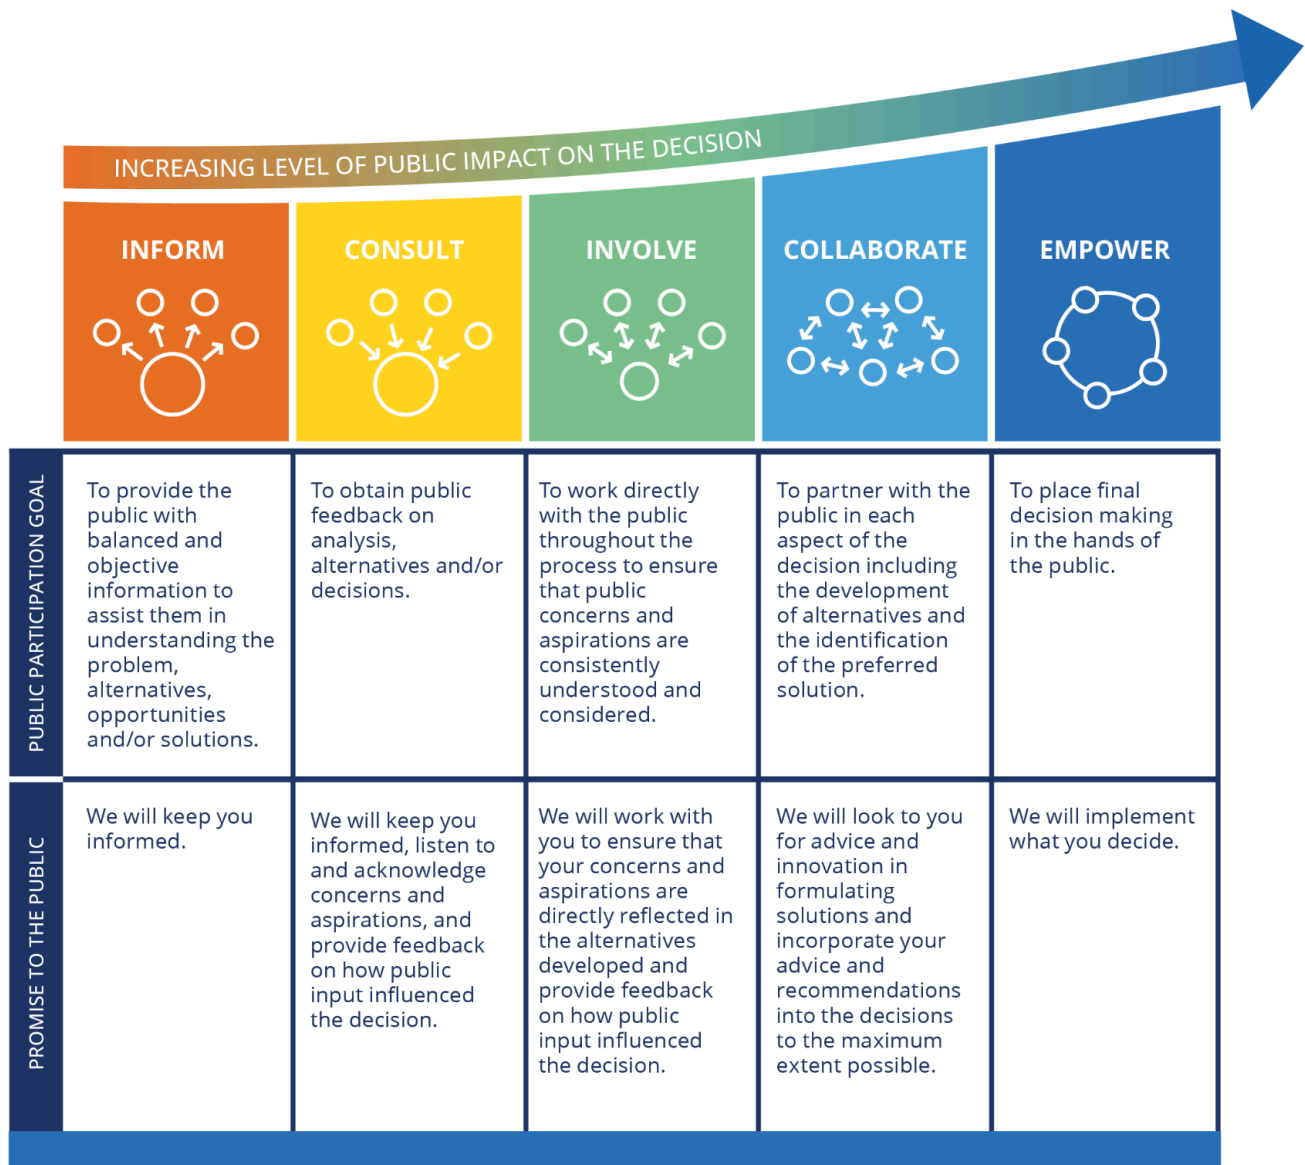 INCREASING LEVEL OF PUBLIC IMPACT ON THE DECISION
INFORM
CONSULT
INVOLVE
COLLABORATE
EMPOWER
PUBLIC PARTICIPATION GOAL
To provide the
public with
balanced and
objective
information to
assist them in
understanding the
problem,
alternatives,
opportunities
and/or solutions.
To obtain public
feedback on
analysis,
alternatives and/or
decisions.
To work directly
with the public
throughout the
process to ensure
that public
concerns and
aspirations are
consistently
understood and
considered.
To partner with the
public in each
aspect of the
decision including
the development
of alternatives and
the identification
of the preferred
solution.
To place final
decision making
in the hands of
the public.
PROMISE TO THE PUBLIC
We will keep you
informed.
We will keep you
informed, listen to
and acknowledge
concerns and
aspirations, and
provide feedback
on how public
input influenced
the decision.
We will work with
you to ensure that
your concerns and
aspirations are
directly reflected in
the alternatives
developed and
provide feedback
on how public
input influenced
the decision.
We will look to you
for advice and
innovation in
formulating
solutions and
incorporate your
advice and
recommendations
into the decisions
to the maximum
extent possible.
We will implement
what you decide.